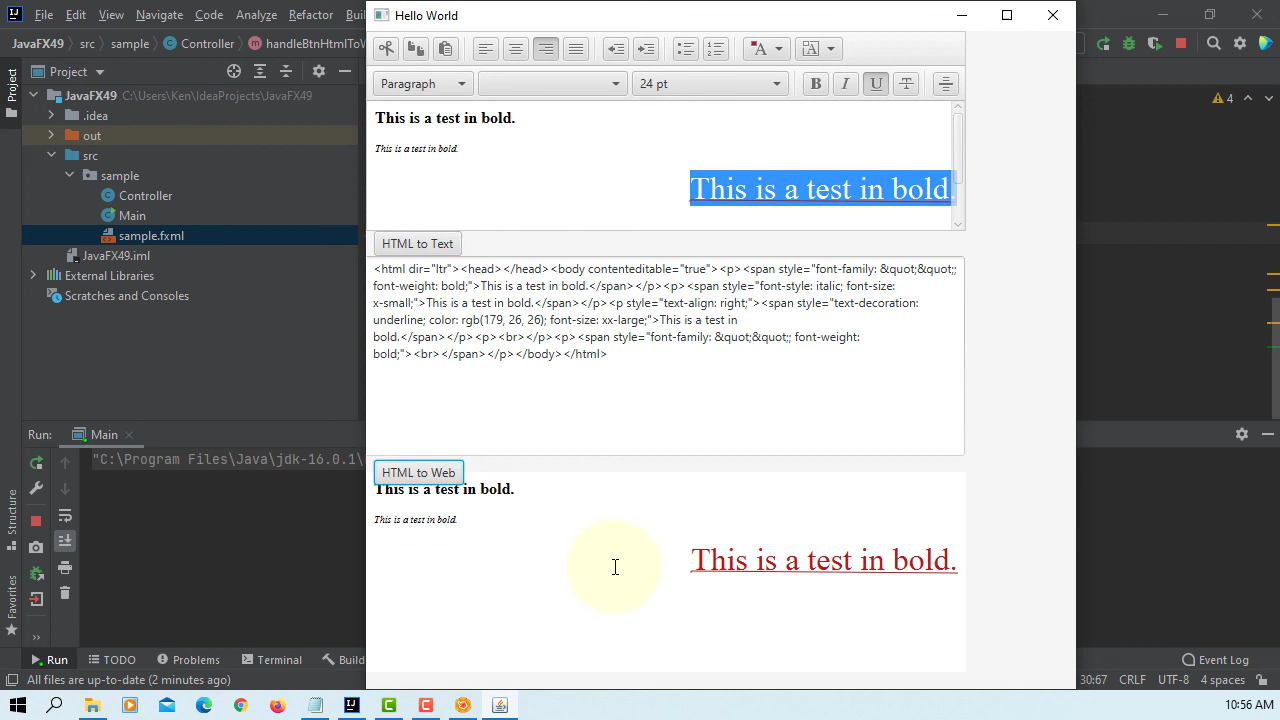 File Edit View Navigate Code Analyze Refactor Bui
Hello World
JavaFX49 src sample Controller handleBtnHtmlToW
Project
Project
4
Paragraph 24 pt B I U T
JavaFX49 C:\Users\Ken\IdeaProjects\JavaFX49
.idea
out
src
sample
Controller
Main
sample.fxml
JavaFX49.iml
External Libraries
Scratches and Consoles
This is a test in bold.
This is a test in bold.
This is a test in bold.
HTML to Text
<html dir="ltr"><head></head><body contenteditable="true"><p><span style="font-family: &quot;&quot;;
font-weight: bold;">This is a test in bold.</span></p><p><span style="font-style: italic; font-size:
x-small;">This is a test in bold.</span></p><p style="text-align: right;"><span style="text-decoration:
underline; color: rgb(179, 26, 26); font-size: xx-large;">This is a test in
bold.</span></p><p><br></p><p><span style="font-family: &quot;&quot;; font-weight:
bold;"><br></span></p></body></html>
HTML to Web
This is a test in bold.
This is a test in bold.
This is a test in bold.
Run: Main
"C:\Program Files\Java\jdk-16.0.1\
Structure
Favorites
Run TODO Problems Terminal Build
Event Log
All files are up-to-date (2 minutes ago)
30:67 CRLF UTF-8 4 spaces
10:56 AM